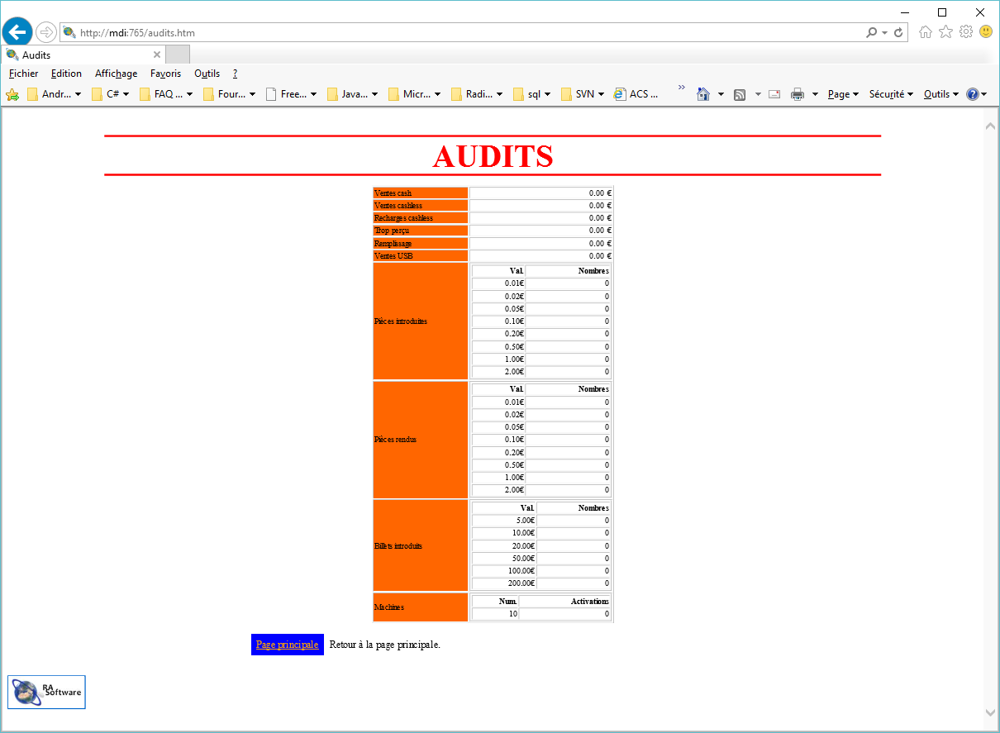 http://mdi:765/audits.htm
Audits
Fichier Edition Affichage Favoris Outils ?
Andr... C# FAQ ... Four... Free... Java... Micr... Radi... sql SVN ACS ... » Page Sécurité Outils
AUDITS
Ventes cash 0.00 €
Ventes cashless 0.00 €
Recharges cashless 0.00 €
Trop perçu 0.00 €
Remplissage 0.00 €
Ventes USB 0.00 €
Pièces introduites
Val. Nombres
0.01€ 0
0.02€ 0
0.05€ 0
0.10€ 0
0.20€ 0
0.50€ 0
1.00€ 0
2.00€ 0
Pièces rendus
Val. Nombres
0.01€ 0
0.02€ 0
0.05€ 0
0.10€ 0
0.20€ 0
0.50€ 0
1.00€ 0
2.00€ 0
Billets introduits
Val. Nombres
5.00€ 0
10.00€ 0
20.00€ 0
50.00€ 0
100.00€ 0
200.00€ 0
Machines
Num. Activations
10 0
Page principale Retour à la page principale.
RA
Software